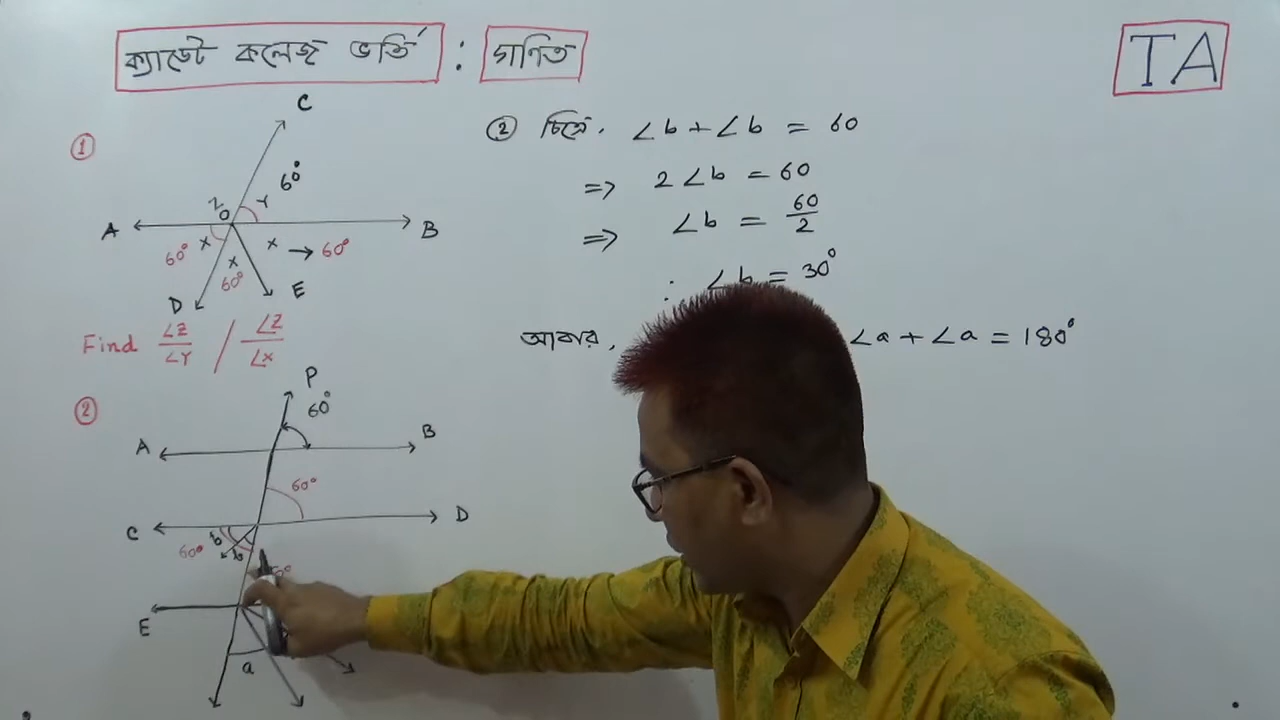 ক্যাডেট কলেজ ভর্তি : গণিত
TA
①
C
Z O Y 60°
A B
60° x x x → 60°
60°
D E
Find ∠Z/∠Y / ∠Z/∠X
②
P
60°
A B
60°
C D
60° b b
E
a
② চিত্রে, ∠b + ∠b = 60
=> 2∠b = 60
=> ∠b = 60/2
∴ ∠b = 30°
আবার, ∠a + ∠a = 180°